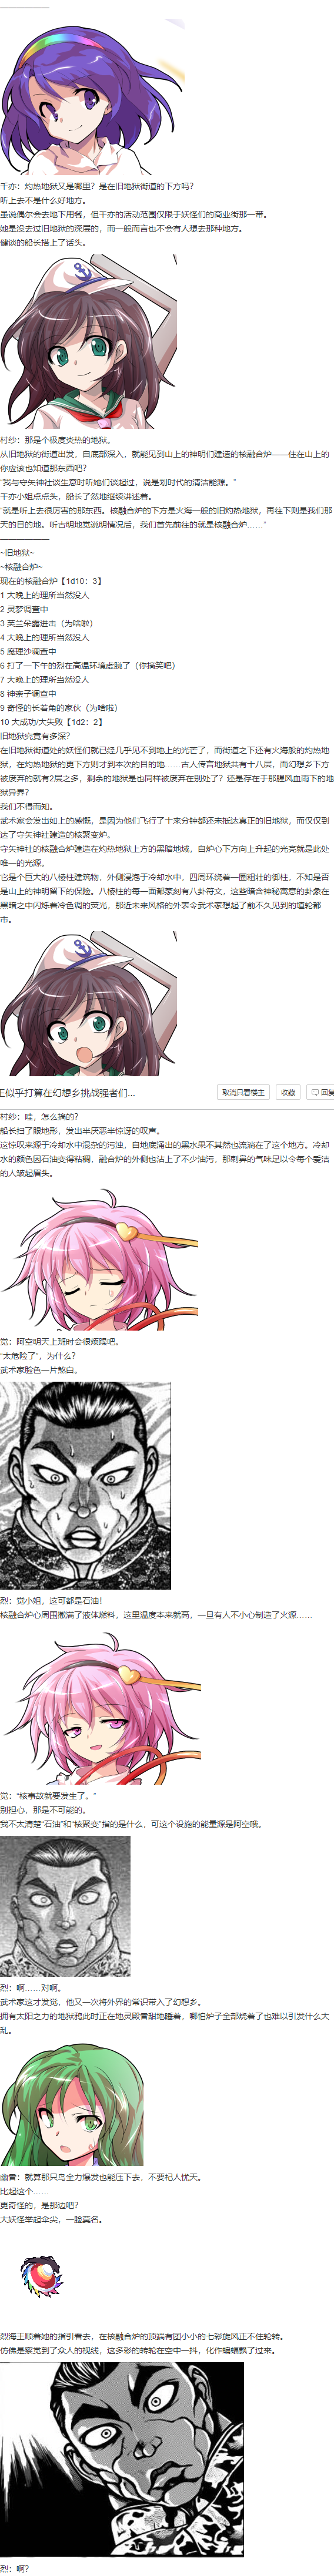 千亦：灼热地狱又是哪里？是在旧地狱街道的下方吗？
听上去不是什么好地方。
虽说偶尔会去地下用餐，但千亦的活动范围仅限于妖怪们的商业街那一带。
她是没去过旧地狱的深层的，而一般而言也不会有人想去那种地方。
健谈的船长搭上了话头。
村纱：那是个极度炎热的地狱。
从旧地狱的街道出发，自底部深入，就能见到山上的神明们建造的核融合炉——住在山上的
你应该也知道那东西吧？
“我与守矢神社谈生意时听她们谈起过，说是划时代的清洁能源。”
千亦小姐点点头，船长了然地继续讲述着。
“就是听上去很厉害的那东西。核融合炉的下方是火海一般的旧灼热地狱，再往下则是我们那
天的目的地。听古明地觉说明情况后，我们首先前往的就是核融合炉……”
~旧地狱~
~核融合炉~
现在的核融合炉【1d10：3】
1 大晚上的理所当然没人
2 灵梦调查中
3 芙兰朵露进击（为啥啦）
4 大晚上的理所当然没人
5 魔理沙调查中
6 打了一下午的烈在高温环境虚脱了（你搞笑吧）
7 大晚上的理所当然没人
8 神奈子调查中
9 奇怪的长着角的家伙（为啥啦）
10 大成功/大失败【1d2：2】
旧地狱究竟有多深？
在旧地狱街道处的妖怪们就已经几乎见不到地上的光芒了，而街道之下还有火海般的灼热地
狱，在灼热地狱的更下方则才到本次的目的地……古人传言地狱共有十八层，而幻想乡下方
被废弃的就有2层之多，剩余的地狱是也同样被废弃在别处了？还是存在于那腥风血雨下的地
狱异界？
我们不得而知。
武术家会发出如上的感慨，是因为他们飞行了十来分钟都还未抵达真正的旧地狱，而仅仅到
达了守矢神社建造的核聚变炉。
守矢神社的核融合炉建造在灼热地狱上方的黑暗地域，自炉心下方向上升起的光亮就是此处
唯一的光源。
它是个巨大的八棱柱建筑物，外侧浸泡于冷却水中，四周环绕着一圈粗壮的御柱，不知是否
是山上的神明留下的保险。八棱柱的每一面都篆刻有八卦符文，这些暗含神秘寓意的卦象在
黑暗之中闪烁着冷色调的荧光，那近未来风格的外表令武术家想起了前不久见到的墙轮都
市。
王似乎打算在幻想乡挑战强者们...
取消只看楼主
收藏
回复
村纱：哇，怎么搞的？
船长扫了眼地形，发出半厌恶半惊讶的叹声。
这惊叹来源于冷却水中混杂的污油，自地底涌出的黑水果不其然也流淌在了这个地方。冷却
水的颜色因石油变得粘稠，融合炉的外侧也沾上了不少油污，那刺鼻的气味足以令每个爱洁
的人皱起眉头。
觉：阿空明天上班时会很烦躁吧。
“太危险了”，为什么？
武术家脸色一片煞白。
烈：觉小姐，这可都是石油！
核融合炉心周围撒满了液体燃料，这里温度本来就高，一旦有人不小心制造了火源……
觉：“核事故就要发生了。”
别担心，那是不可能的。
我不太清楚“石油”和“核聚变”指的是什么，可这个设施的能量源是阿空哦。
烈：啊……对啊。
武术家这才发觉，他又一次将外界的常识带入了幻想乡。
拥有太阳之力的地狱鸦此时正在地灵殿香甜地睡着，哪怕炉子全部烧着了也难以引发什么大
乱。
幽香：就算那只鸟全力爆发也能压下去，不要杞人忧天。
比起这个……
更奇怪的，是那边吧？
大妖怪举起伞尖，一脸莫名。
烈海王顺着她的指引看去，在核融合炉的顶端有团小小的七彩旋风正不住轮转。
仿佛是察觉到了众人的视线，这多彩的转轮在空中一抖，化作蝙蝠飘了过来。
烈：啊？